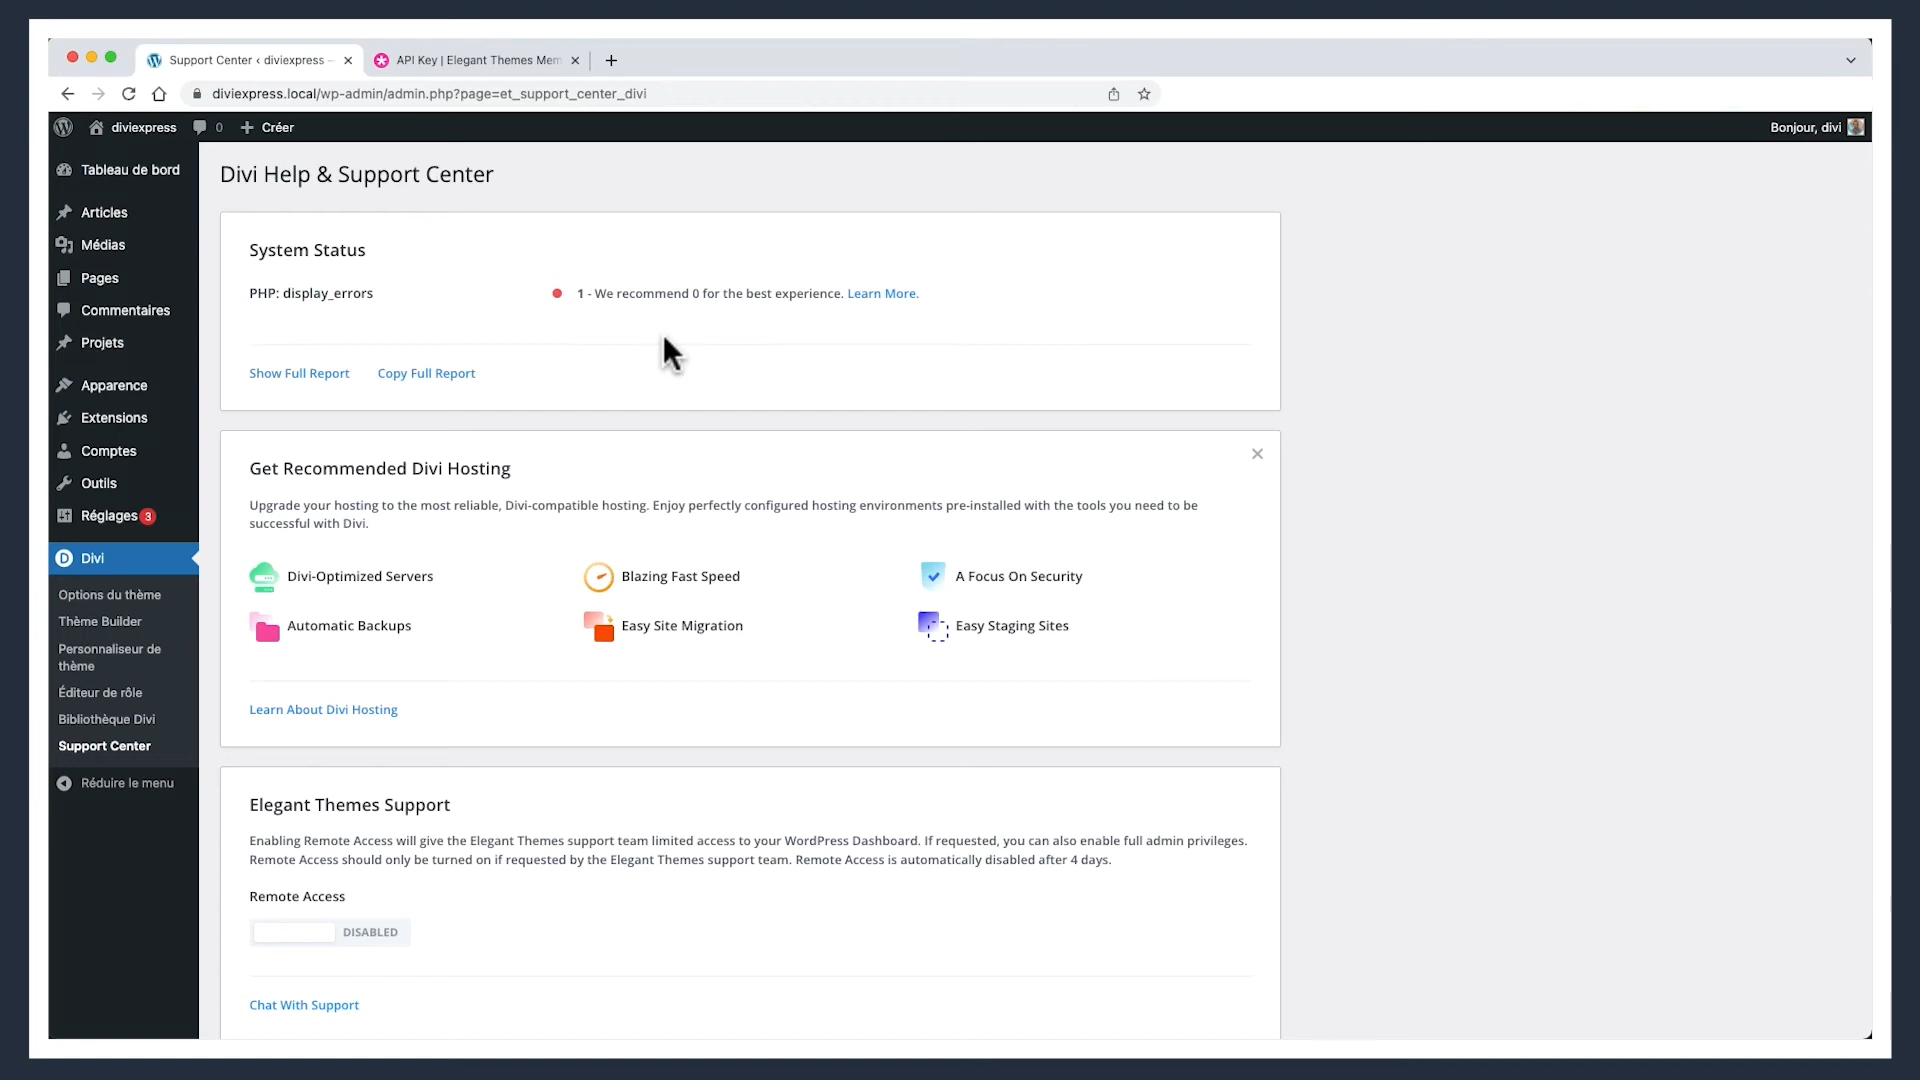 Support Center ‹ diviexpress –
API Key | Elegant Themes Mem
diviexpress.local/wp-admin/admin.php?page=et_support_center_divi
diviexpress
0
Créer
Bonjour, divi
Tableau de bord
Articles
Médias
Pages
Commentaires
Projets
Apparence
Extensions
Comptes
Outils
Réglages 3
Divi
Options du thème
Thème Builder
Personnaliseur de
thème
Éditeur de rôle
Bibliothèque Divi
Support Center
Réduire le menu
Divi Help & Support Center
System Status
PHP: display_errors
1 - We recommend 0 for the best experience. Learn More.
Show Full Report
Copy Full Report
Get Recommended Divi Hosting
Upgrade your hosting to the most reliable, Divi-compatible hosting. Enjoy perfectly configured hosting environments pre-installed with the tools you need to be
successful with Divi.
Divi-Optimized Servers
Blazing Fast Speed
A Focus On Security
Automatic Backups
Easy Site Migration
Easy Staging Sites
Learn About Divi Hosting
Elegant Themes Support
Enabling Remote Access will give the Elegant Themes support team limited access to your WordPress Dashboard. If requested, you can also enable full admin privileges.
Remote Access should only be turned on if requested by the Elegant Themes support team. Remote Access is automatically disabled after 4 days.
Remote Access
DISABLED
Chat With Support